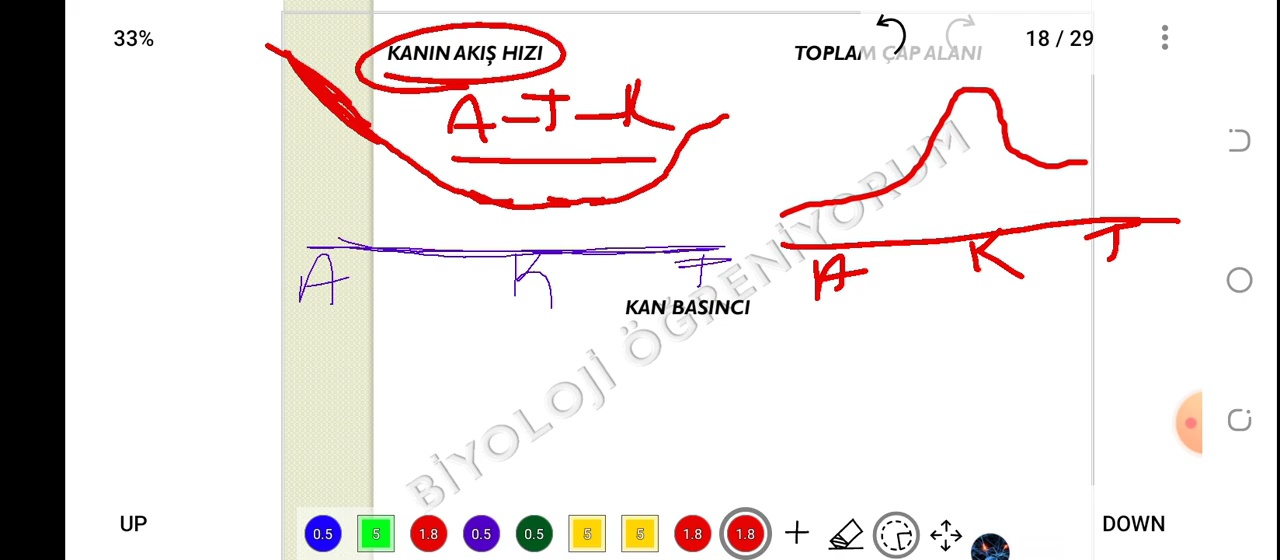 33%
KANIN AKIŞ HIZI
TOPLAM ÇAP ALANI
18 / 29
A-T-K
A K T
A K T
KAN BASINCI
BİYOLOJİ ÖĞRENİYORUM
UP
0.5 5 1.8 0.5 0.5 5 5 1.8 1.8
DOWN